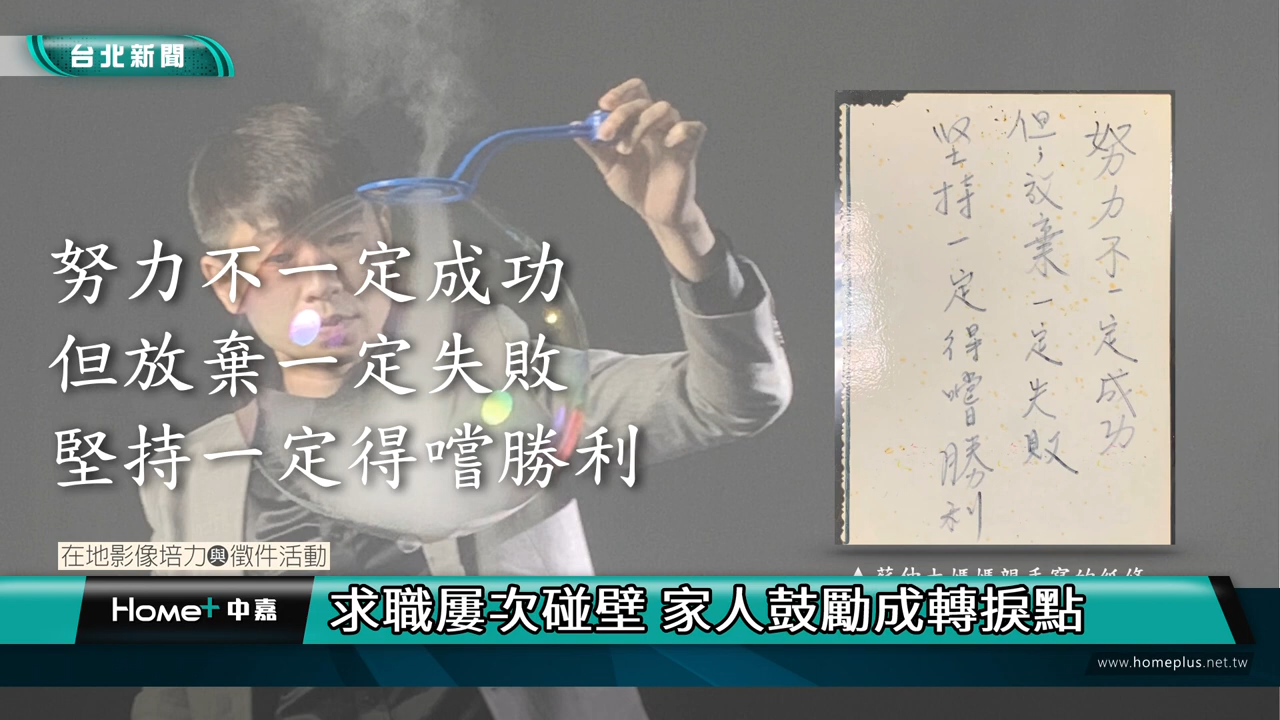 台北新聞
努力不一定成功
但放棄一定失敗
堅持一定得嚐勝利
努力不一定成功
但，放棄一定失敗
坚持一定得嚐勝利
在地影像培力與徵件活動
Home+中嘉
求職屢次碰壁 家人鼓勵成轉捩點
www.homeplus.net.tw